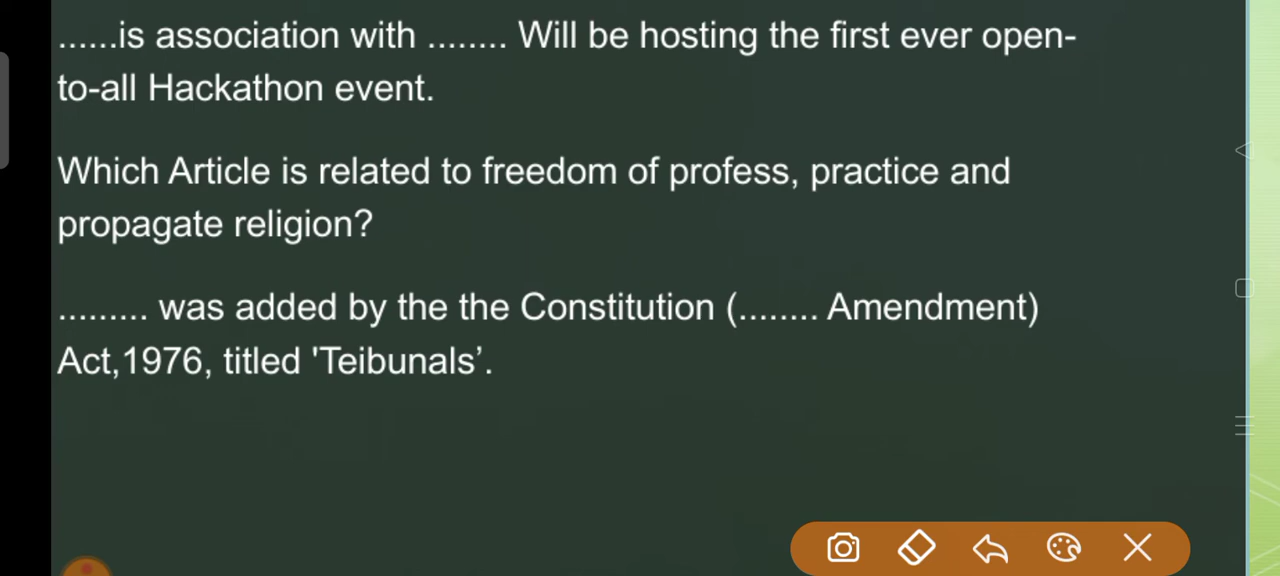 ......is association with ........ Will be hosting the first ever open-
to-all Hackathon event.
Which Article is related to freedom of profess, practice and
propagate religion?
......... was added by the the Constitution (........ Amendment)
Act,1976, titled 'Teibunals’.